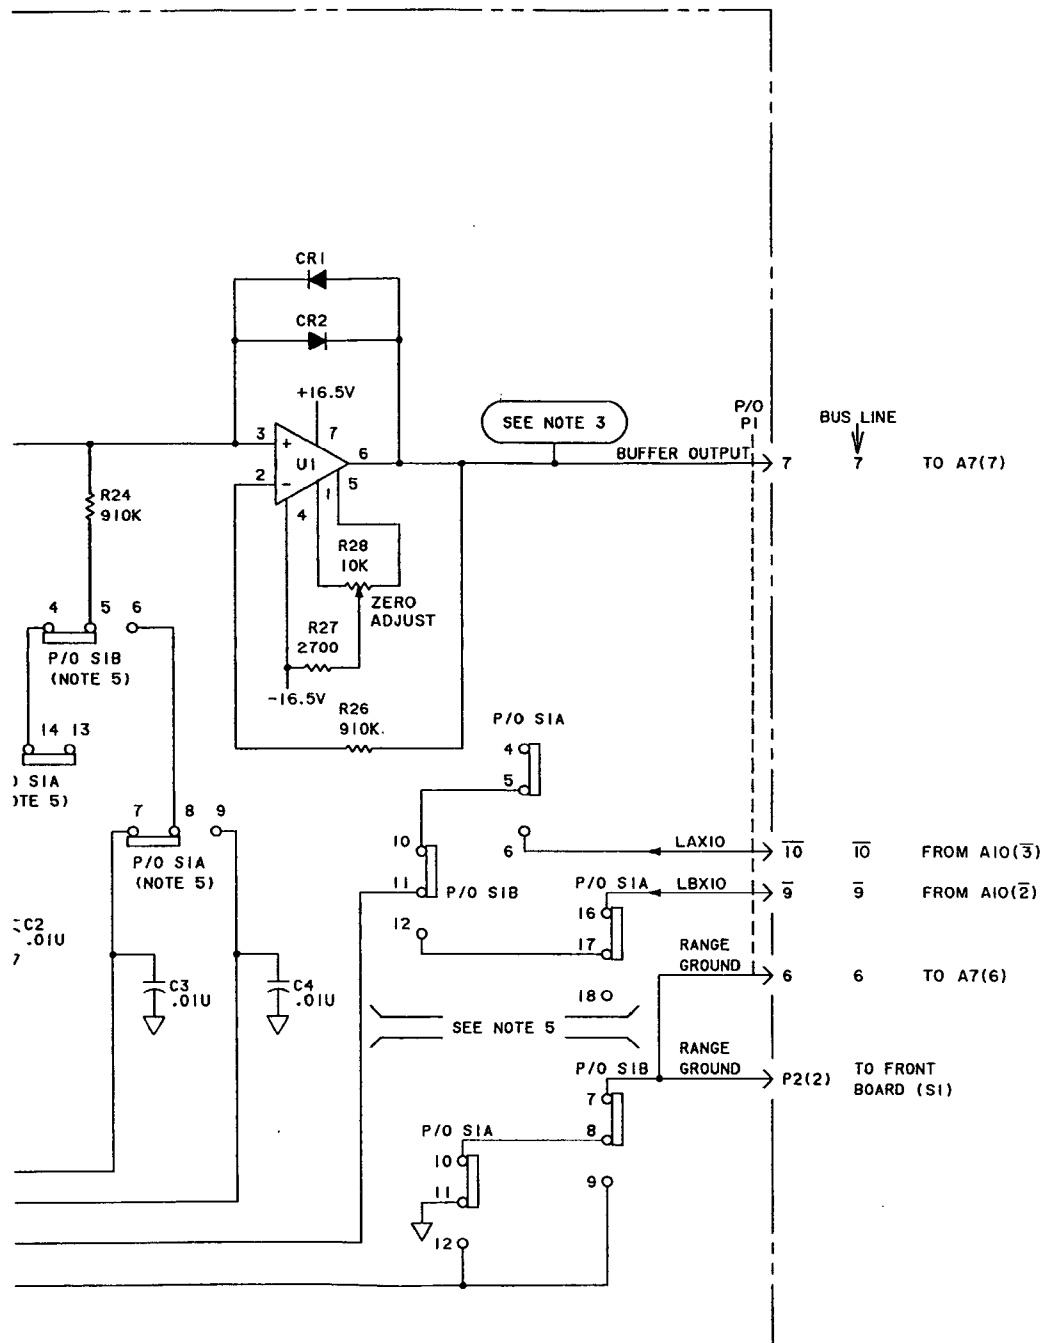 CR1
CR2
+16.5V
3
+
7
U1
6
2
-
1
5
4
SEE NOTE 3
P/O
P1
BUS LINE
BUFFER OUTPUT
7
7
TO A7(7)
R24
910K
R28
10K
ZERO
ADJUST
R27
2700
-16.5V
R26
910K.
4
5
6
P/O S1B
(NOTE 5)
14
13
S1A
7
8
9
P/O S1A
(NOTE 5)
C2
.01U
C3
.01U
C4
.01U
P/O S1A
4
5
6
LAX10
1̅0̅
1̅0̅
FROM A10(3̅)
10
11
P/O S1B
12
P/O S1A
LBX10
9̅
9̅
FROM A10(2̅)
16
17
18
RANGE
GROUND
6
6
TO A7(6)
SEE NOTE 5
P/O S1B
RANGE
GROUND
P2(2)
TO FRONT
BOARD (S1)
7
8
9
P/O S1A
10
11
12